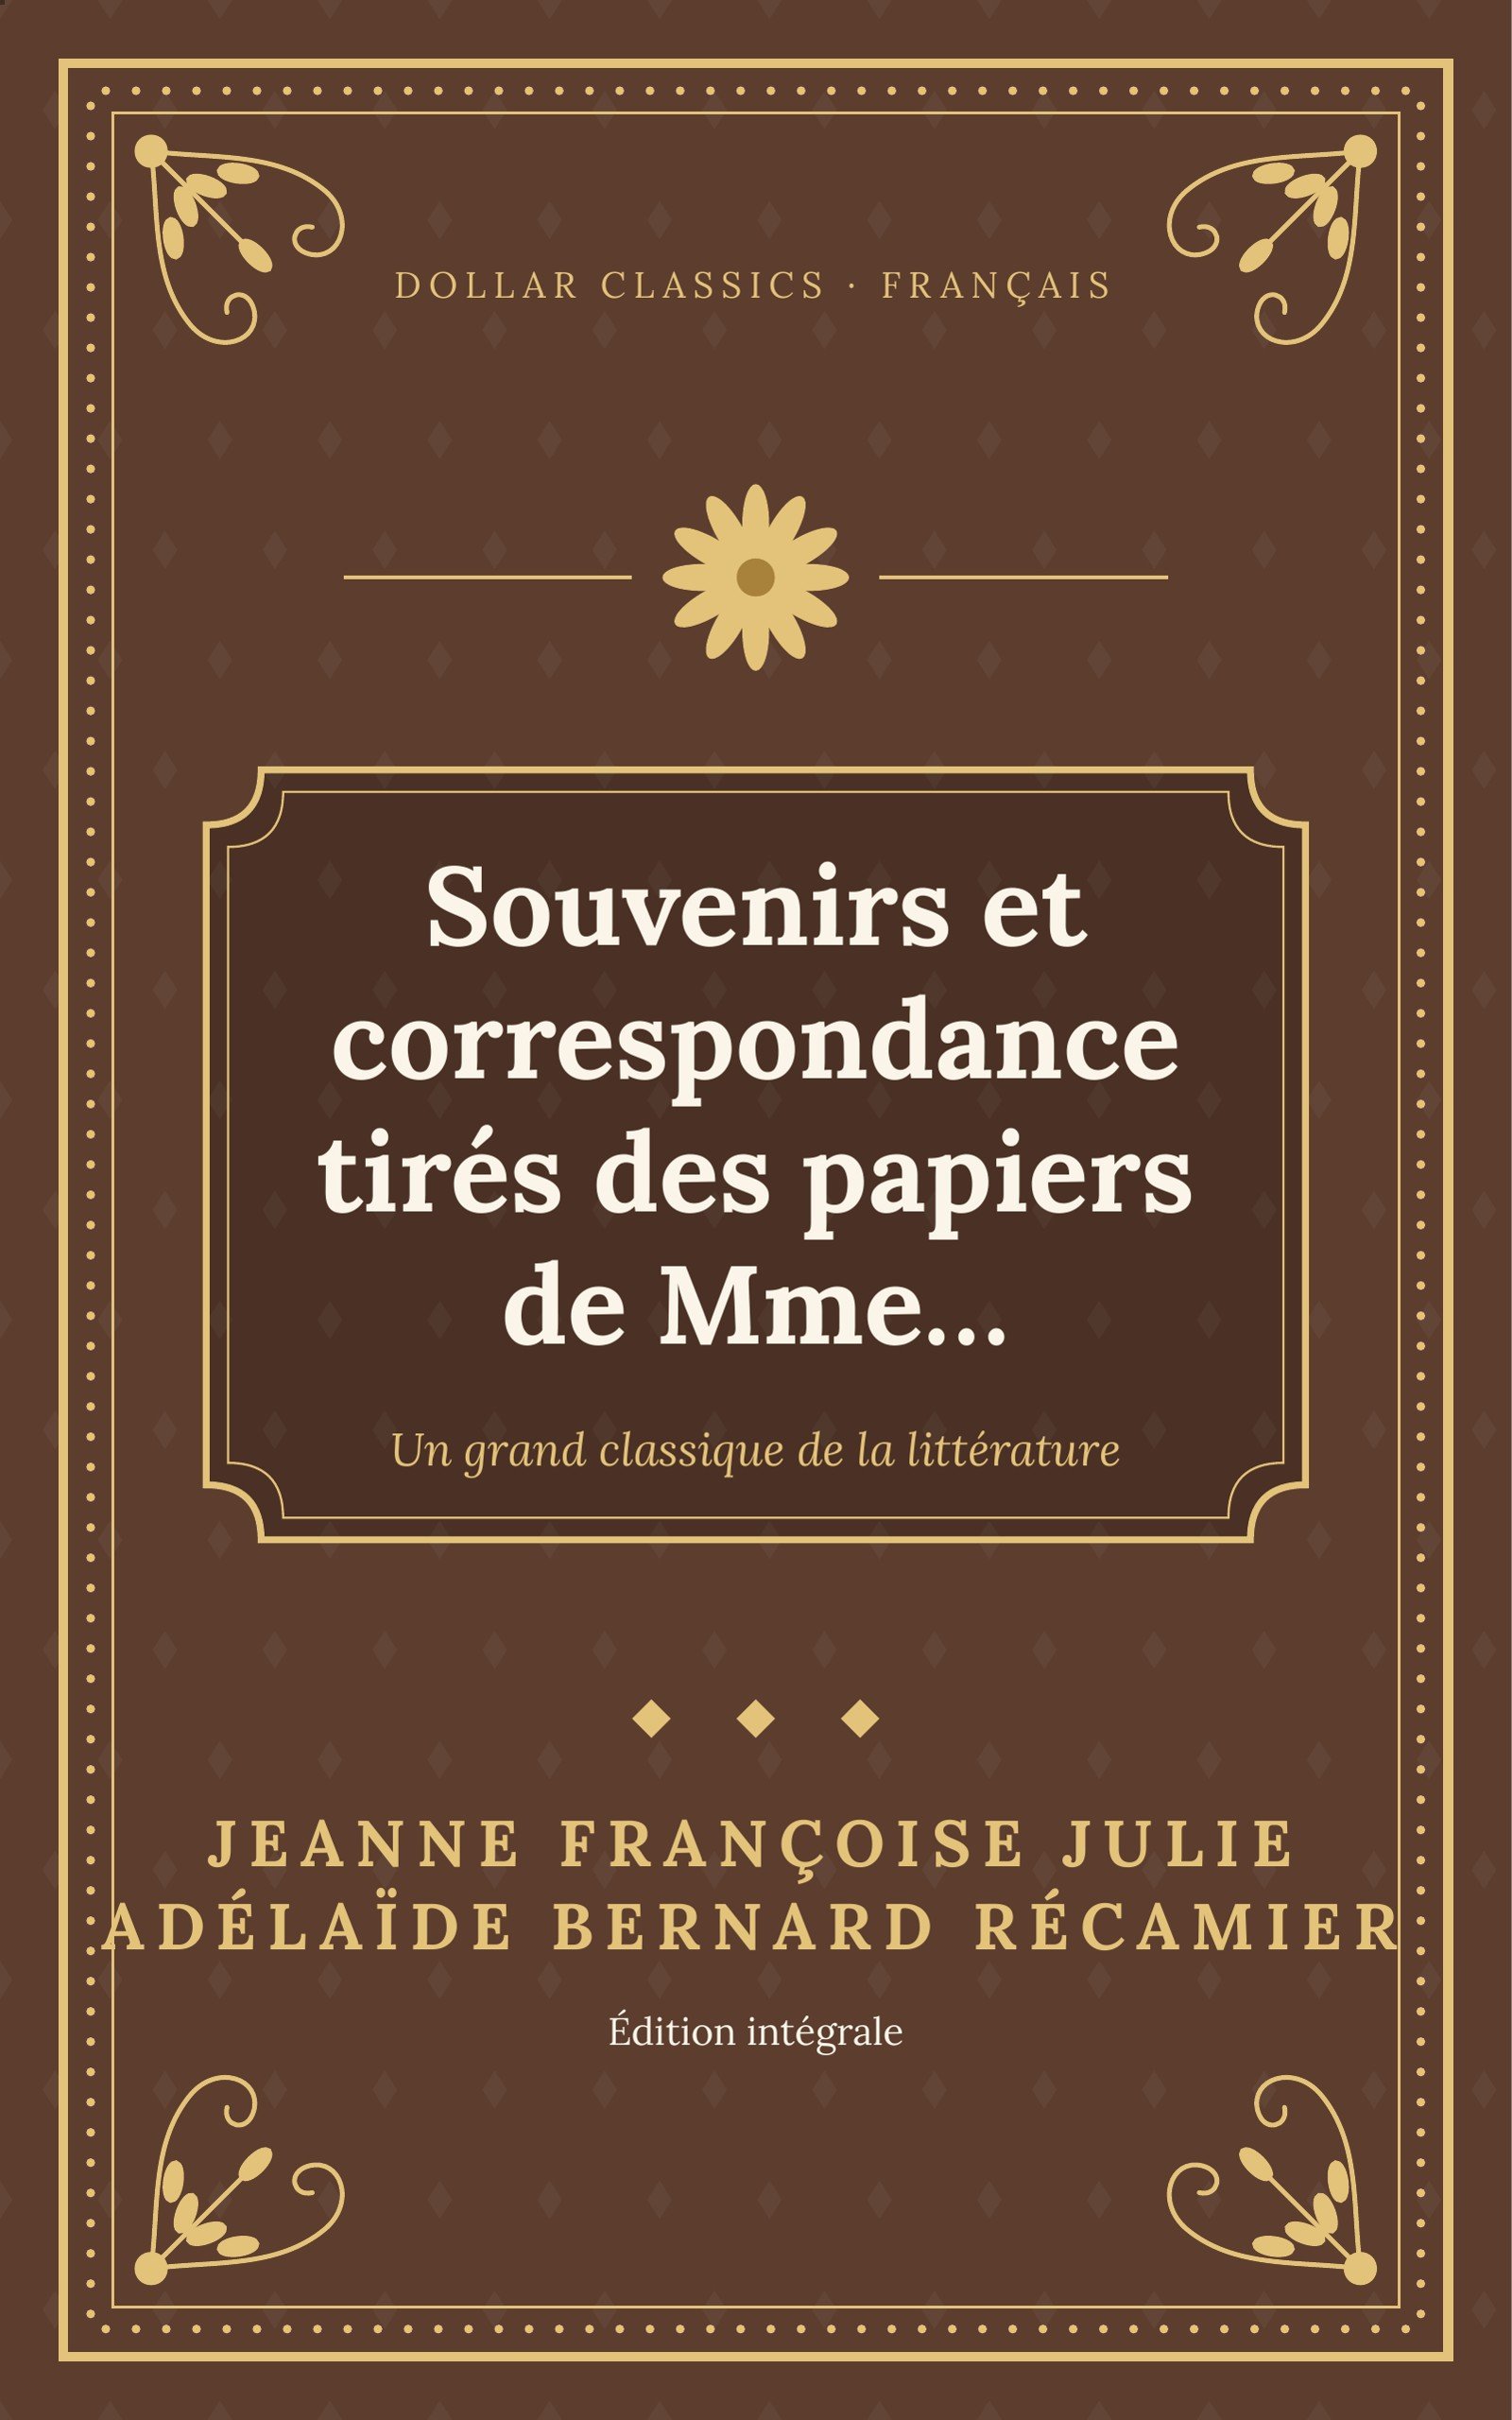 DOLLAR CLASSICS · FRANÇAIS
Souvenirs et
correspondance
tirés des papiers
de Mme...
Un grand classique de la littérature
JEANNE FRANÇOISE JULIE
ADÉLAÏDE BERNARD RÉCAMIER
Édition intégrale